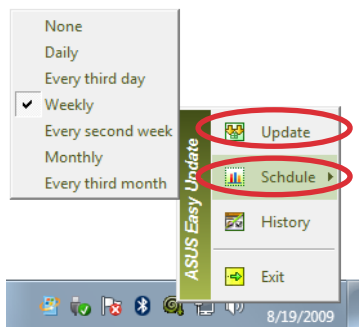 None
Daily
Every third day
Weekly
Every second week
Monthly
Every third month
ASUS Easy Update
Update
Schdule
History
Exit
8/19/2009